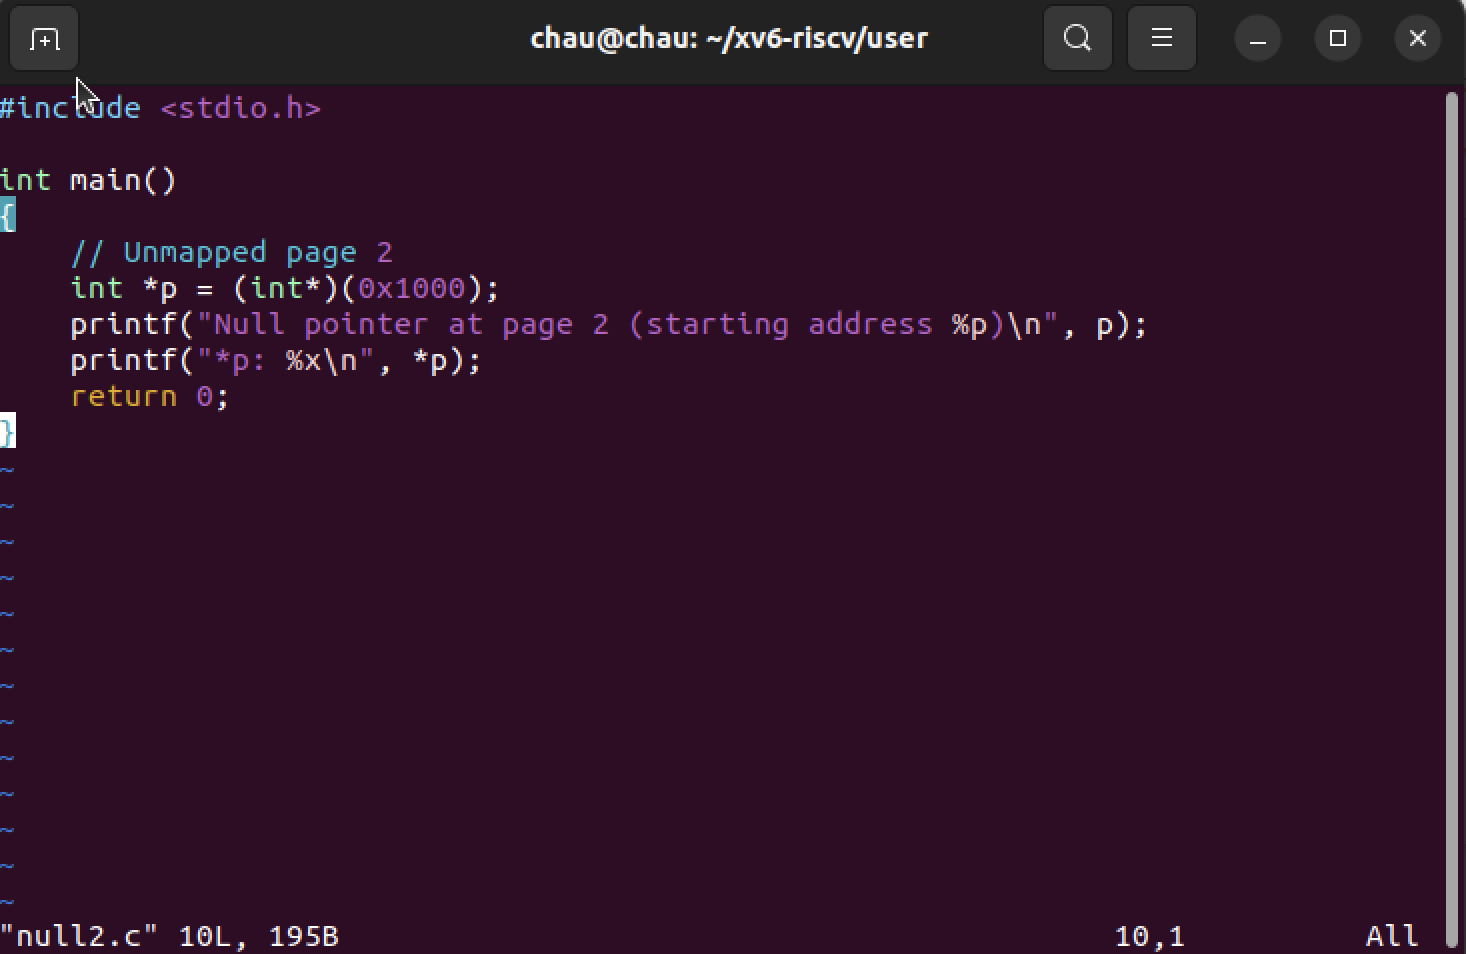 chau@chau: ~/xv6-riscv/user
#include <stdio.h>
int main()
{
    // Unmapped page 2
    int *p = (int*)(0x1000);
    printf("Null pointer at page 2 (starting address %p)\n", p);
    printf("*p: %x\n", *p);
    return 0;
}
~
~
~
~
~
~
~
~
~
~
~
~
~
"null2.c" 10L, 195B 10,1 All